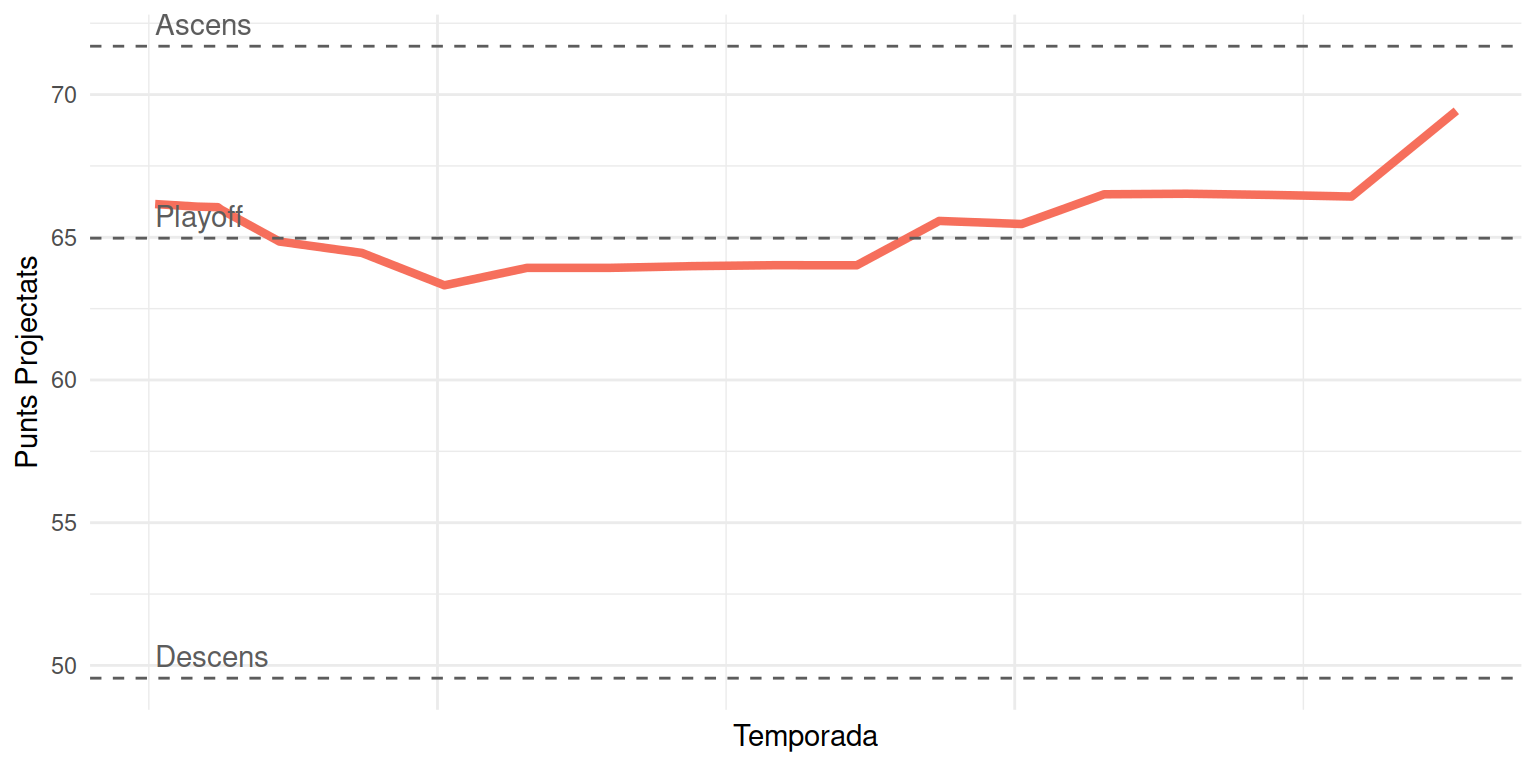 Ascens
70
Playoff
65
60
55
Descens
50
Punts Projectats
Temporada